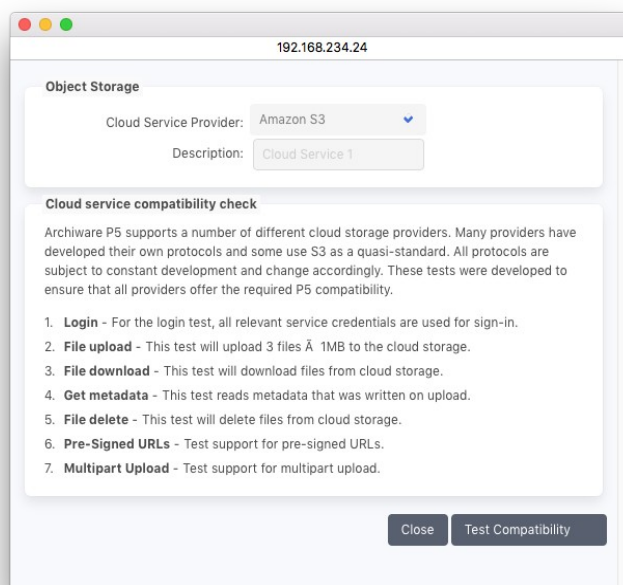 192.168.234.24
Object Storage
Cloud Service Provider: Amazon S3
Description: Cloud Service 1
Cloud service compatibility check
Archiware P5 supports a number of different cloud storage providers. Many providers have
developed their own protocols and some use S3 as a quasi-standard. All protocols are
subject to constant development and change accordingly. These tests were developed to
ensure that all providers offer the required P5 compatibility.
1. Login - For the login test, all relevant service credentials are used for sign-in.
2. File upload - This test will upload 3 files Ä 1MB to the cloud storage.
3. File download - This test will download files from cloud storage.
4. Get metadata - This test reads metadata that was written on upload.
5. File delete - This test will delete files from cloud storage.
6. Pre-Signed URLs - Test support for pre-signed URLs.
7. Multipart Upload - Test support for multipart upload.
Close Test Compatibility